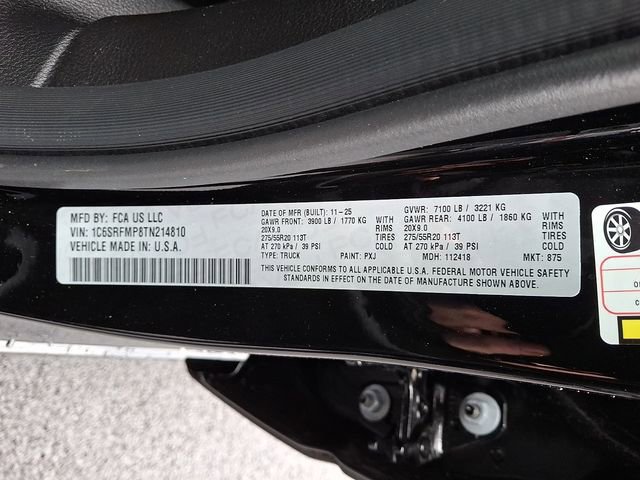 MFD BY: FCA US LLC
VIN: 1C6SRFMP8TN214810
VEHICLE MADE IN U.S.A.
DATE OF MFR (BUILT): 11-25
GAWR FRONT: 3900 LB / 1770 KG WITH
20X9.0 RIMS
275/55R20 113T TIRES
AT 270 kPa / 39 PSI COLD
TYPE: TRUCK PAINT: PXJ
GVWR: 7100 LB / 3221 KG
GAWR REAR: 4100 LB / 1860 KG WITH
20X9.0 RIMS
275/55R20 113T TIRES
AT 270 kPa / 39 PSI COLD
MDH: 112418 MKT: 875
THIS VEHICLE CONFORMS TO ALL APPLICABLE U.S.A. FEDERAL MOTOR VEHICLE SAFETY
STANDARDS IN EFFECT ON THE DATE OF MANUFACTURE SHOWN ABOVE.